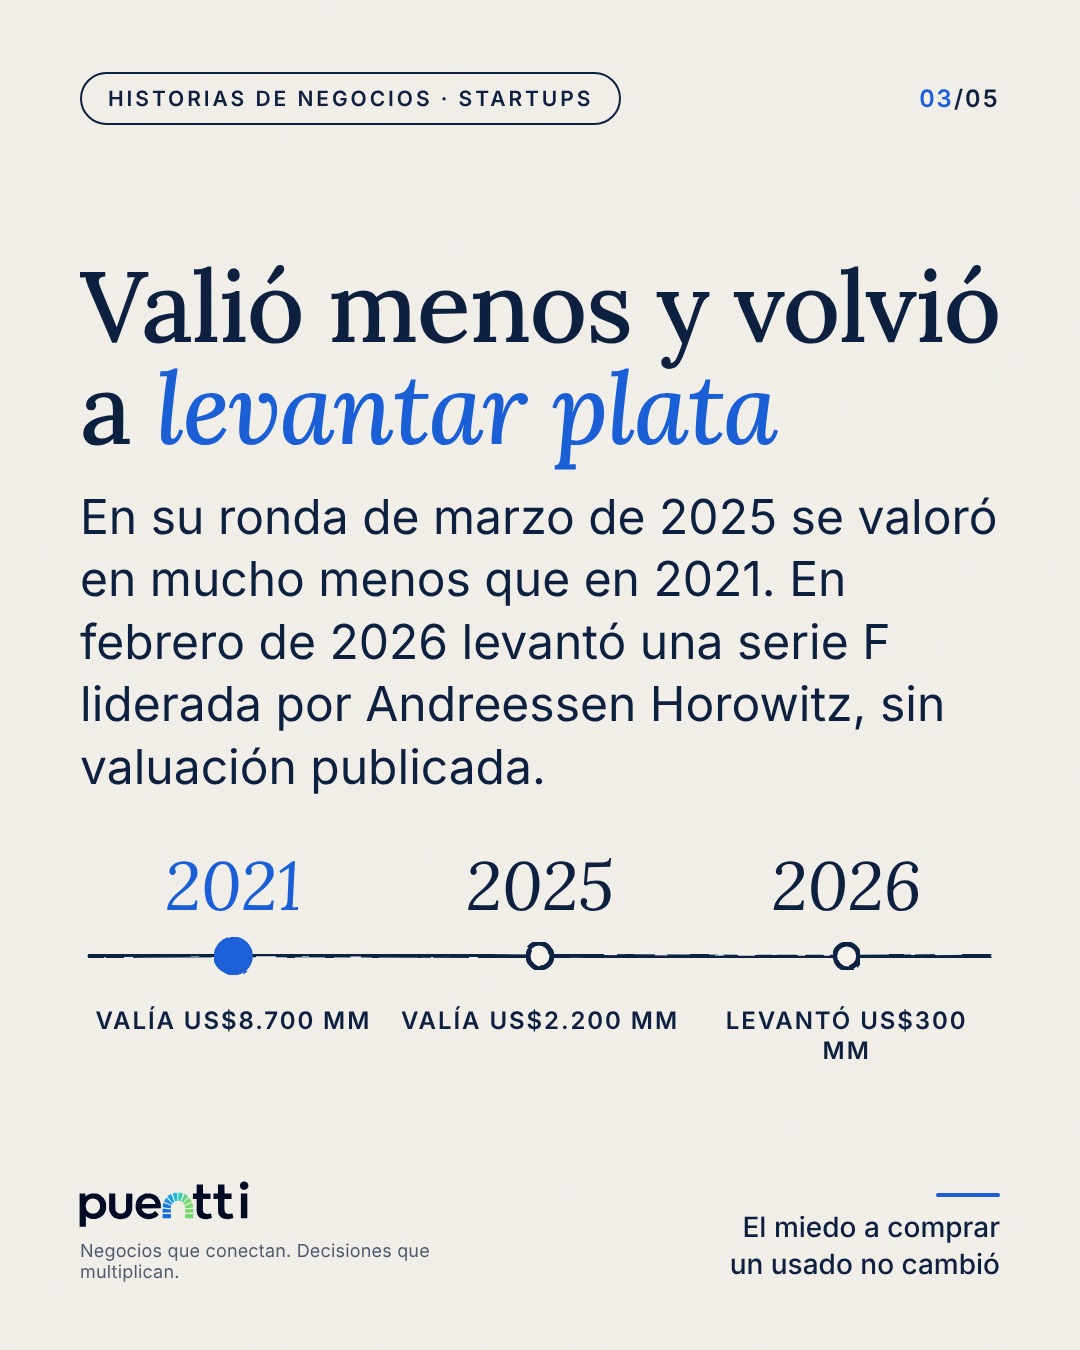 HISTORIAS DE NEGOCIOS · STARTUPS
03/05
Valió menos y volvió
a levantar plata
En su ronda de marzo de 2025 se valoró
en mucho menos que en 2021. En
febrero de 2026 levantó una serie F
liderada por Andreessen Horowitz, sin
valuación publicada.
2021
2025
2026
VALÍA US$8.700 MM
VALÍA US$2.200 MM
LEVANTÓ US$300
MM
puentti
Negocios que conectan. Decisiones que
multiplican.
El miedo a comprar
un usado no cambió